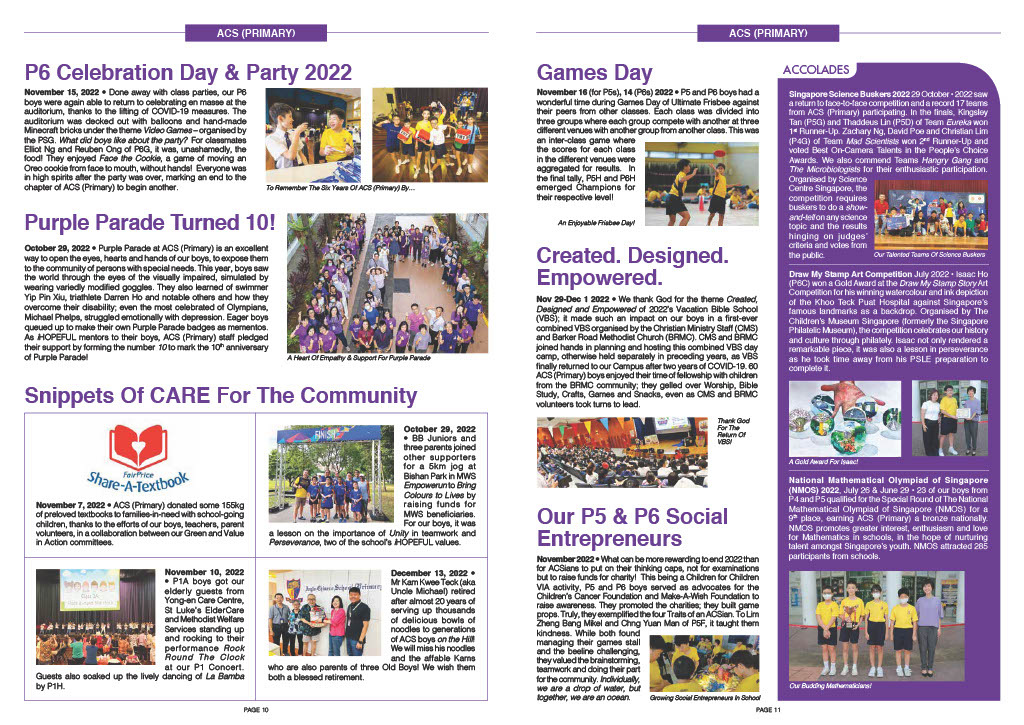 ACS (PRIMARY)
P6 Celebration Day & Party 2022
November 15, 2022 • Done away with class parties, our P6
boys were again able to return to celebrating en masse at the
auditorium, thanks to the lifting of COVID-19 measures. The
auditorium was decked out with balloons and hand-made
Minecraft bricks under the theme Video Games – organised by
the PSG. What did boys like about the party? For classmates
Elliot Ng and Reuben Ong of P6G, it was, unashamedly, the
food! They enjoyed Face the Cookie, a game of moving an
Oreo cookie from face to mouth, without hands! Everyone was
in high spirits after the party was over, marking an end to the
chapter of ACS (Primary) to begin another.
To Remember The Six Years Of ACS (Primary) By…
Purple Parade Turned 10!
October 29, 2022 • Purple Parade at ACS (Primary) is an excellent
way to open the eyes, hearts and hands of our boys, to expose them
to the community of persons with special needs. This year, boys saw
the world through the eyes of the visually impaired, simulated by
wearing variedly modified goggles. They also learned of swimmer
Yip Pin Xiu, triathlete Darren Ho and notable others and how they
overcome their disability; even the most celebrated of Olympians,
Michael Phelps, struggled emotionally with depression. Eager boys
queued up to make their own Purple Parade badges as mementos.
As iHOPEFUL mentors to their boys, ACS (Primary) staff pledged
their support by forming the number 10 to mark the 10th anniversary
of Purple Parade!
A Heart Of Empathy & Support For Purple Parade
Snippets Of CARE For The Community
FairPrice
Share-A-Textbook
November 7, 2022 • ACS (Primary) donated some 155kg
of preloved textbooks to families-in-need with school-going
children, thanks to the efforts of our boys, teachers, parent
volunteers, in a collaboration between our Green and Value
in Action committees.
FINISH
October 29, 2022
• BB Juniors and
three parents joined
other supporters
for a 5km jog at
Bishan Park in MWS
Empowerun to Bring
Colours to Lives by
raising funds for
MWS beneficiaries.
For our boys, it was
a lesson on the importance of Unity in teamwork and
Perseverance, two of the school's iHOPEFUL values.
November 10, 2022
• P1A boys got our
elderly guests from
Yong-en Care Centre,
St Luke's ElderCare
and Methodist Welfare
Services standing up
and rocking to their
performance Rock
Round The Clock
at our P1 Concert.
Guests also soaked up the lively dancing of La Bamba
by P1H.
Anglo-Chinese School (Primary)
December 13, 2022 •
Mr Kam Kwee Teck (aka
Uncle Michael) retired
after almost 20 years of
serving up thousands
of delicious bowls of
noodles to generations
of ACS boys on the Hill!
We will miss his noodles
and the affable Kams
who are also parents of three Old Boys! We wish them
both a blessed retirement.
PAGE 10
ACS (PRIMARY)
Games Day
November 16 (for P5s), 14 (P6s) 2022 • P5 and P6 boys had a
wonderful time during Games Day of Ultimate Frisbee against
their peers from other classes. Each class was divided into
three groups where each group compete with another at three
different venues with another group from another class. This was
an inter-class game where
the scores for each class
in the different venues were
aggregated for results. In
the final tally, P5H and P6H
emerged Champions for
their respective level!
An Enjoyable Frisbee Day!
Created. Designed.
Empowered.
Nov 29-Dec 1 2022 • We thank God for the theme Created,
Designed and Empowered of 2022's Vacation Bible School
(VBS); it made such an impact on our boys in a first-ever
combined VBS organised by the Christian Ministry Staff (CMS)
and Barker Road Methodist Church (BRMC). CMS and BRMC
joined hands in planning and hosting this combined VBS day
camp, otherwise held separately in preceding years, as VBS
finally returned to our Campus after two years of COVID-19. 60
ACS (Primary) boys enjoyed their time of fellowship with children
from the BRMC community; they gelled over Worship, Bible
Study, Crafts, Games and Snacks, even as CMS and BRMC
volunteers took turns to lead.
Thank God
For The
Return Of
VBS!
Our P5 & P6 Social
Entrepreneurs
November 2022 • What can be more rewarding to end 2022 than
for ACSians to put on their thinking caps, not for examinations
but to raise funds for charity! This being a Children for Children
VIA activity, P5 and P6 boys served as advocates for the
Children's Cancer Foundation and Make-A-Wish Foundation to
raise awareness. They promoted the charities; they built game
props. Truly, they exemplified the four Traits of an ACSian. To Lim
Zheng Bang Mikel and Chng Yuan Man of P5F, it taught them
kindness. While both found
managing their games stall
and the beeline challenging,
they valued the brainstorming,
teamwork and doing their part
for the community. Individually,
we are a drop of water, but
together, we are an ocean.
Growing Social Entrepreneurs In School
ACCOLADES
Singapore Science Buskers 2022 29 October • 2022 saw
a return to face-to-face competition and a record 17 teams
from ACS (Primary) participating. In the finals, Kingsley
Tan (P5G) and Thaddeus Lin (P5D) of Team Eureka won
1st Runner-Up. Zachary Ng, David Poe and Christian Lim
(P4G) of Team Mad Scientists won 2nd Runner-Up and
voted Best On-Camera Talents in the People's Choice
Awards. We also commend Teams Hangry Gang and
The Microbiologists for their enthusiastic participation.
Organised by Science
Centre Singapore, the
competition requires
buskers to do a show-
and-tell on any science
topic and the results
hinging on judges'
criteria and votes from
the public.
Our Talented Teams Of Science Buskers
Draw My Stamp Art Competition July 2022 • Isaac Ho
(P6C) won a Gold Award at the Draw My Stamp Story Art
Competition for his winning watercolour and ink depiction
of the Khoo Teck Puat Hospital against Singapore's
famous landmarks as a backdrop. Organised by The
Children's Museum Singapore (formerly the Singapore
Philatelic Museum), the competition celebrates our history
and culture through philately. Isaac not only rendered a
remarkable piece, it was also a lesson in perseverance
as he took time away from his PSLE preparation to
complete it.
A Gold Award For Isaac!
National Mathematical Olympiad of Singapore
(NMOS) 2022, July 26 & June 29 • 23 of our boys from
P4 and P5 qualified for the Special Round of The National
Mathematical Olympiad of Singapore (NMOS) for a
9th place, earning ACS (Primary) a bronze nationally.
NMOS promotes greater interest, enthusiasm and love
for Mathematics in schools, in the hope of nurturing
talent amongst Singapore's youth. NMOS attracted 285
participants from schools.
Our Budding Mathematicians!
PAGE 11